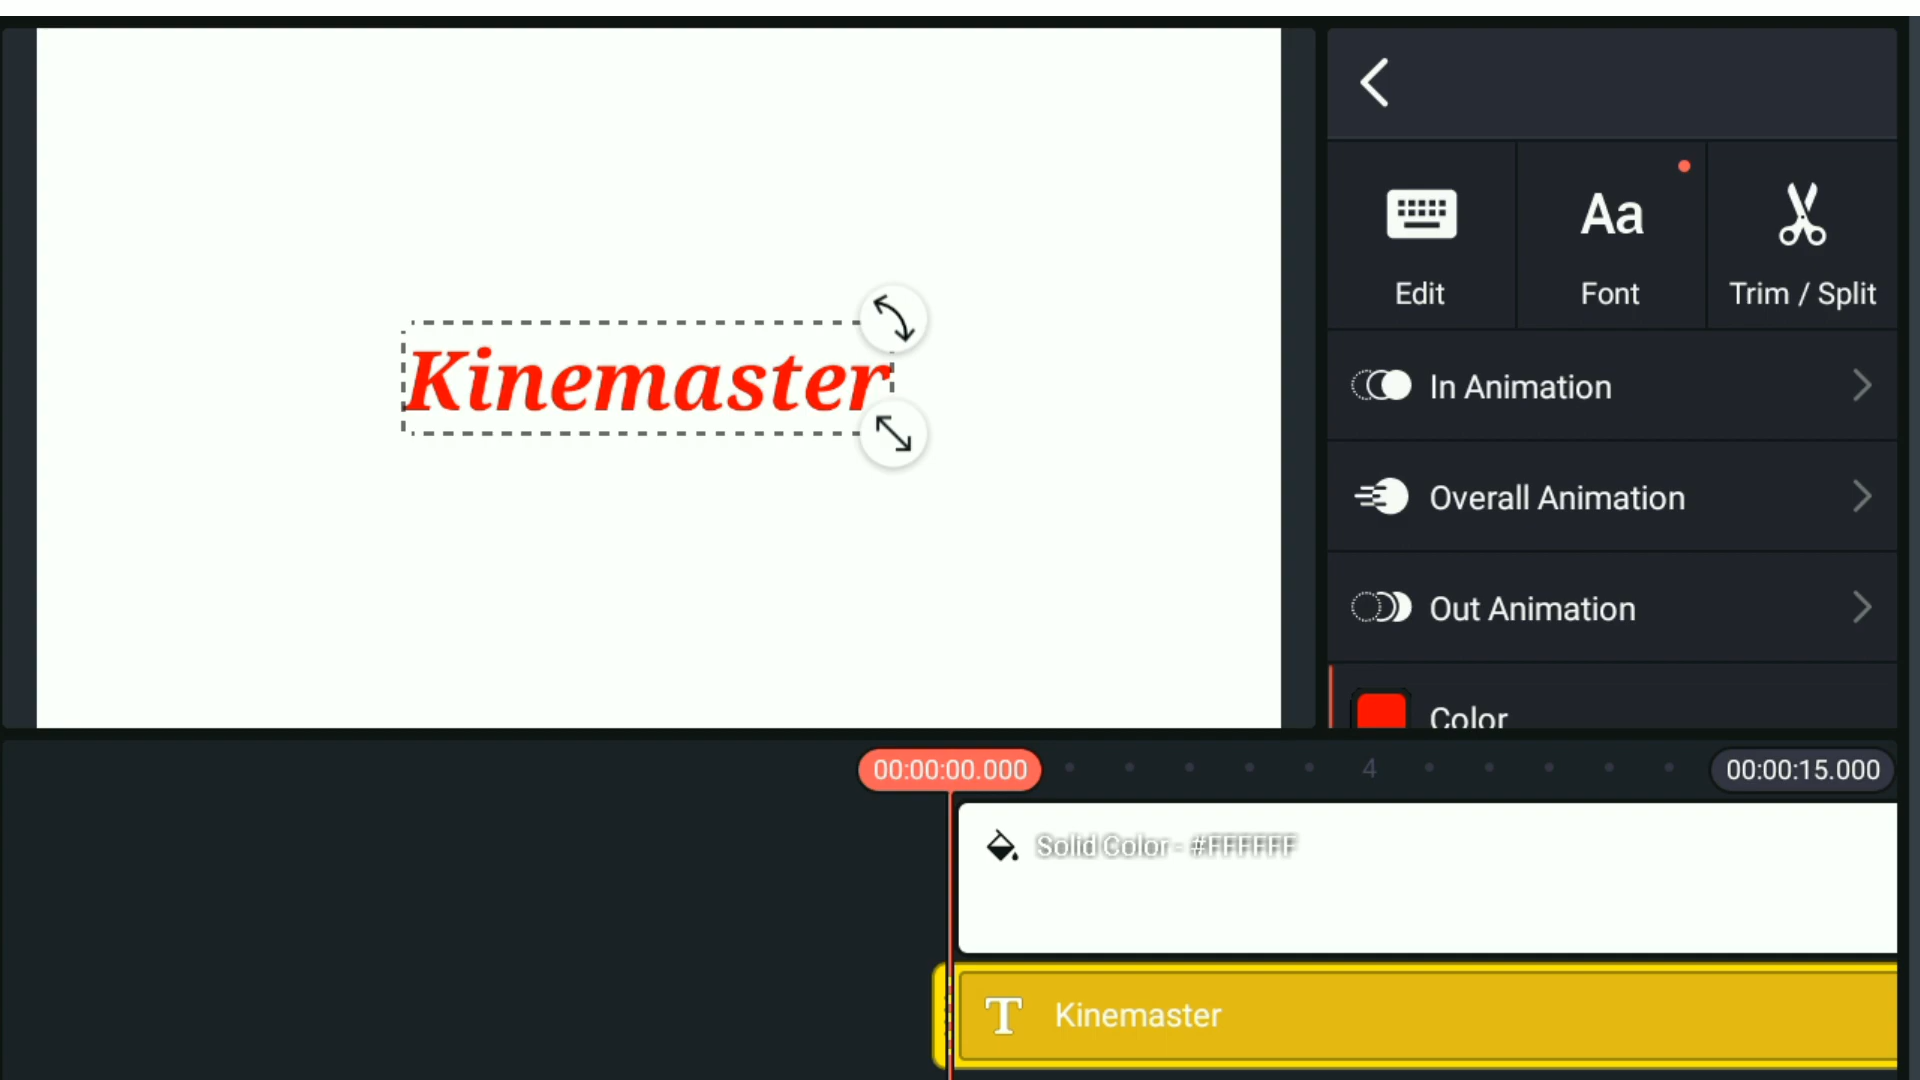 Kinemaster
Edit
Aa
Font
Trim / Split
In Animation
Overall Animation
Out Animation
Color
00:00:00.000
4
00:00:15.000
Solid Color - #FFFFFF
T
Kinemaster